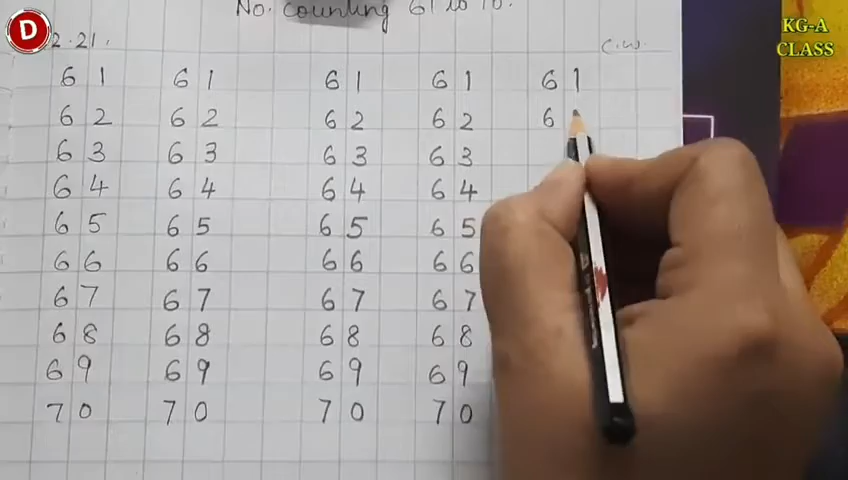 D
No. counting 61 to 70.
2.21.
KG-A
CLASS
C.W.
61 61 61 61 61
62 62 62 62 6
63 63 63 63
64 64 64 64
65 65 65 65
66 66 66 66
67 67 67 67
68 68 68 68
69 69 69 69
70 70 70 70